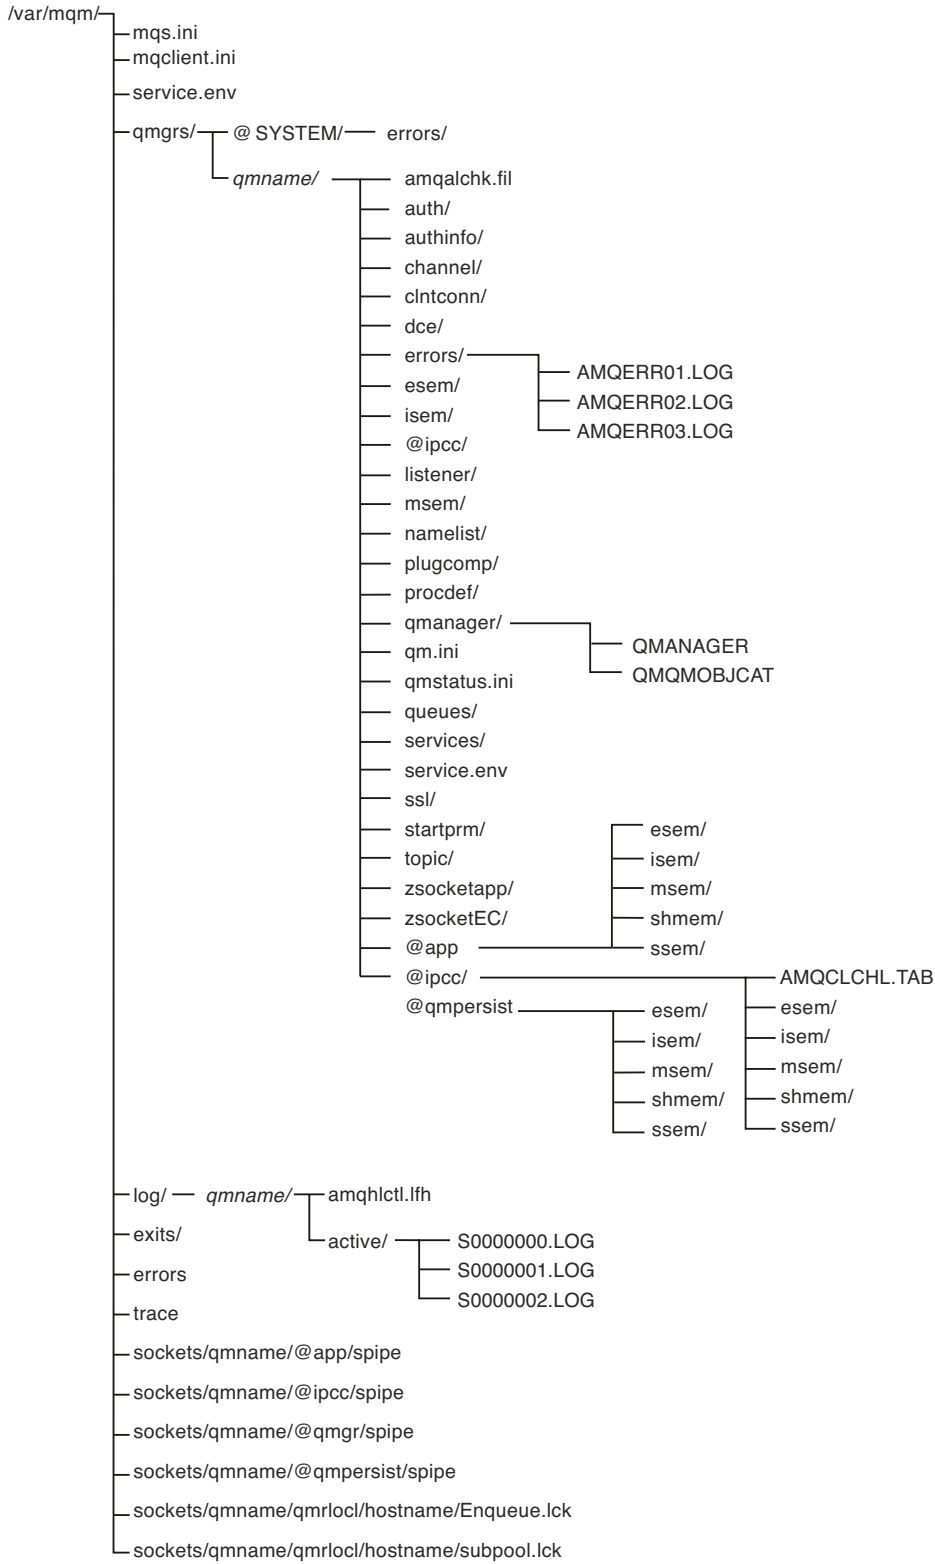 /var/mqm/
mqs.ini
mqclient.ini
service.env
qmgrs/ @SYSTEM/ errors/
qmname/ amqalchk.fil
auth/
authinfo/
channel/
clntconn/
dce/
errors/
AMQERR01.LOG
esem/
AMQERR02.LOG
isem/
AMQERR03.LOG
@ipcc/
listener/
msem/
namelist/
plugcomp/
procdef/
qmanager/
QMANAGER
qm.ini
QMQMOBJCAT
qmstatus.ini
queues/
services/
service.env
ssl/
startprm/ esem/
topic/ isem/
zsocketapp/ msem/
zsocketEC/ shmem/
@app ssem/
@ipcc/ AMQCLCHL.TAB
@qmpersist esem/ esem/
isem/ isem/
msem/ msem/
shmem/ shmem/
ssem/ ssem/
log/ qmname/ amqhlctl.lfh
exits/ active/ S0000000.LOG
errors S0000001.LOG
trace S0000002.LOG
sockets/qmname/@app/spipe
sockets/qmname/@ipcc/spipe
sockets/qmname/@qmgr/spipe
sockets/qmname/@qmpersist/spipe
sockets/qmname/qmrlocl/hostname/Enqueue.lck
sockets/qmname/qmrlocl/hostname/subpool.lck